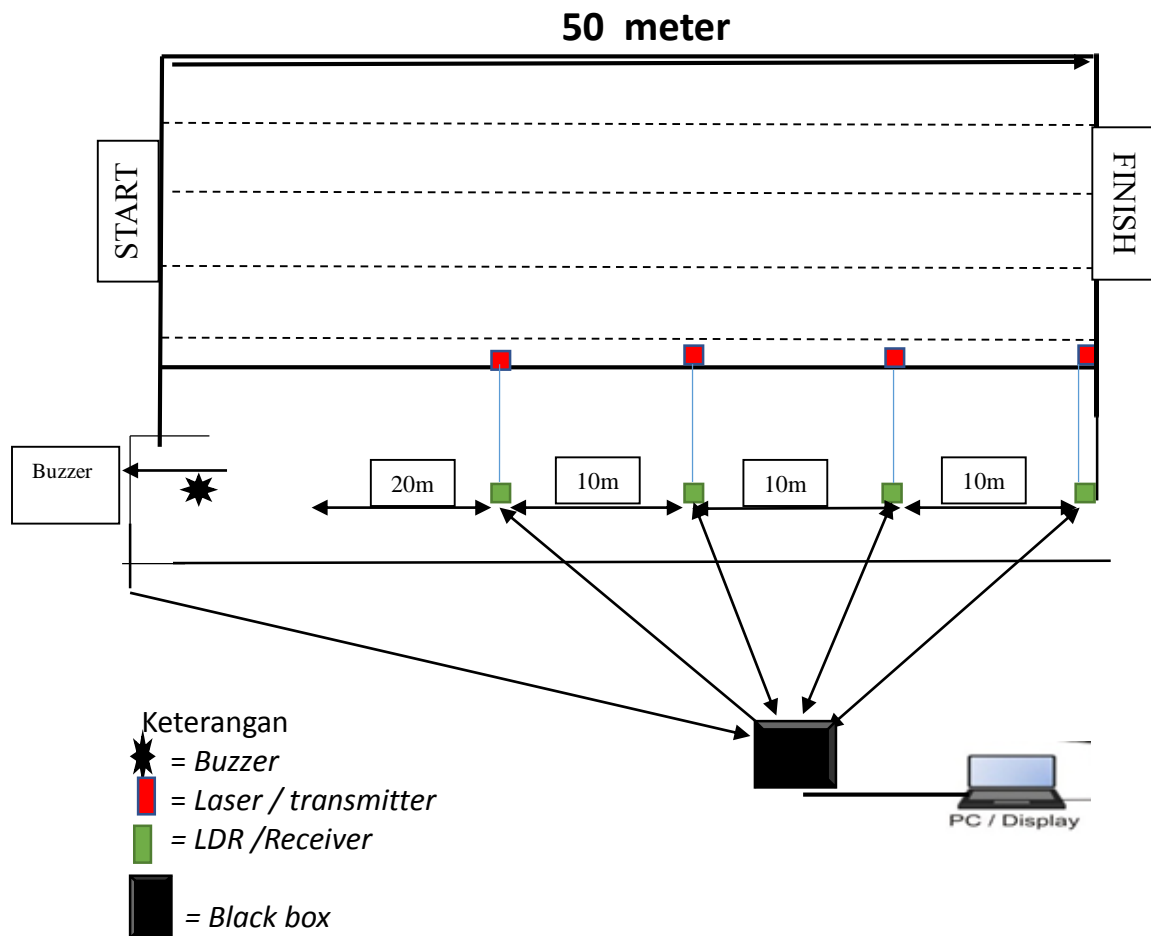 50 meter
START
FINISH
Buzzer
20m
10m
10m
10m
Keterangan
= Buzzer
= Laser / transmitter
= LDR /Receiver
= Black box
PC / Display